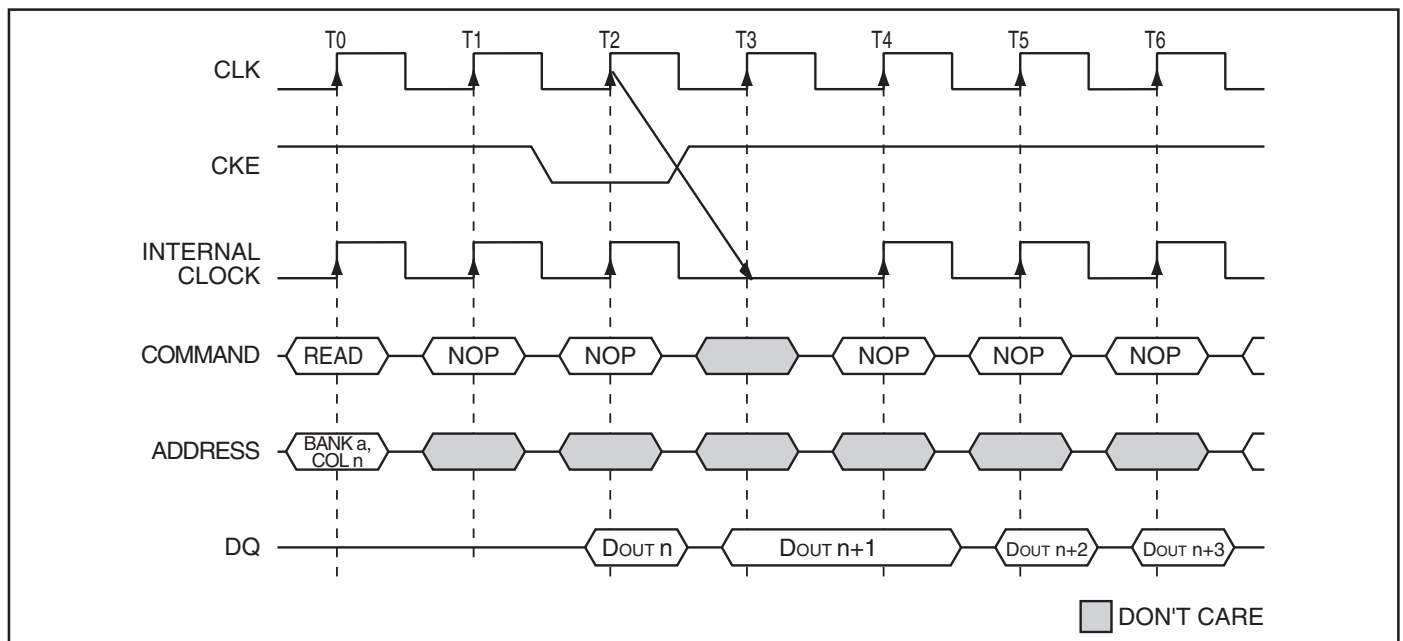 T0 T1 T2 T3 T4 T5 T6
CLK
CKE
INTERNAL
CLOCK
COMMAND READ NOP NOP NOP NOP NOP
ADDRESS BANK a,
COL n
DQ DOUT n DOUT n+1 DOUT n+2 DOUT n+3
DON'T CARE